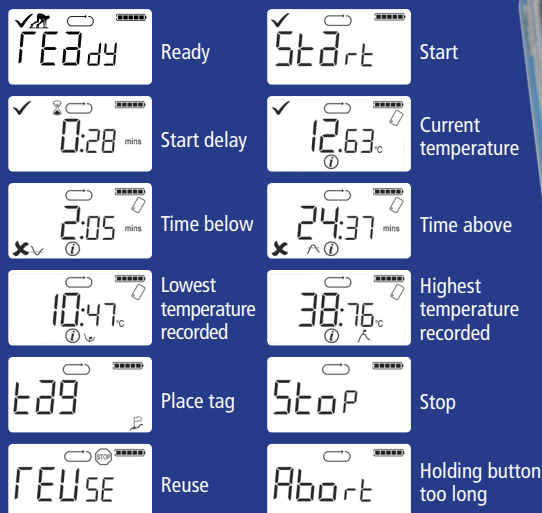 rEady
Ready
Start
Start
0:28 mins
Start delay
12.63 °c
i
Current
temperature
2:05 mins
i
Time below
24:37 mins
i
Time above
10:47 °c
i
Lowest
temperature
recorded
38:76 °c
i
Highest
temperature
recorded
tag
Place tag
StoP
Stop
STOP
rEUSE
Reuse
Abort
Holding button
too long